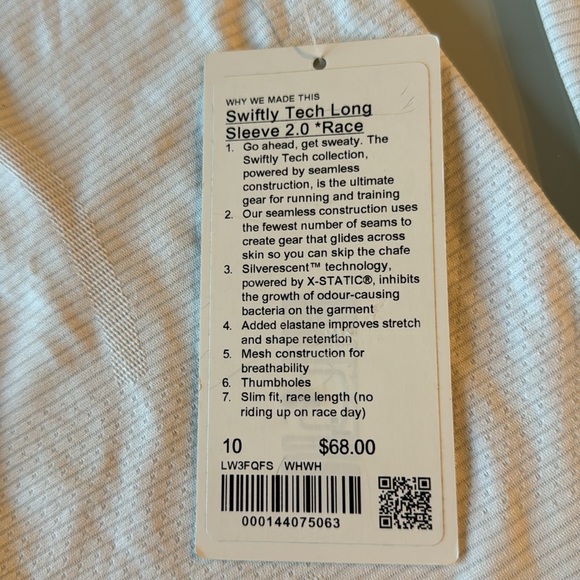 WHY WE MADE THIS
Swiftly Tech Long
Sleeve 2.0 *Race
1. Go ahead, get sweaty. The
Swiftly Tech collection,
powered by seamless
construction, is the ultimate
gear for running and training
2. Our seamless construction uses
the fewest number of seams to
create gear that glides across
skin so you can skip the chafe
3. Silverescent™ technology,
powered by X-STATIC®, inhibits
the growth of odour-causing
bacteria on the garment
4. Added elastane improves stretch
and shape retention
5. Mesh construction for
breathability
6. Thumbholes
7. Slim fit, race length (no
riding up on race day)
10 $68.00
LW3FQFS WHWH
000144075063